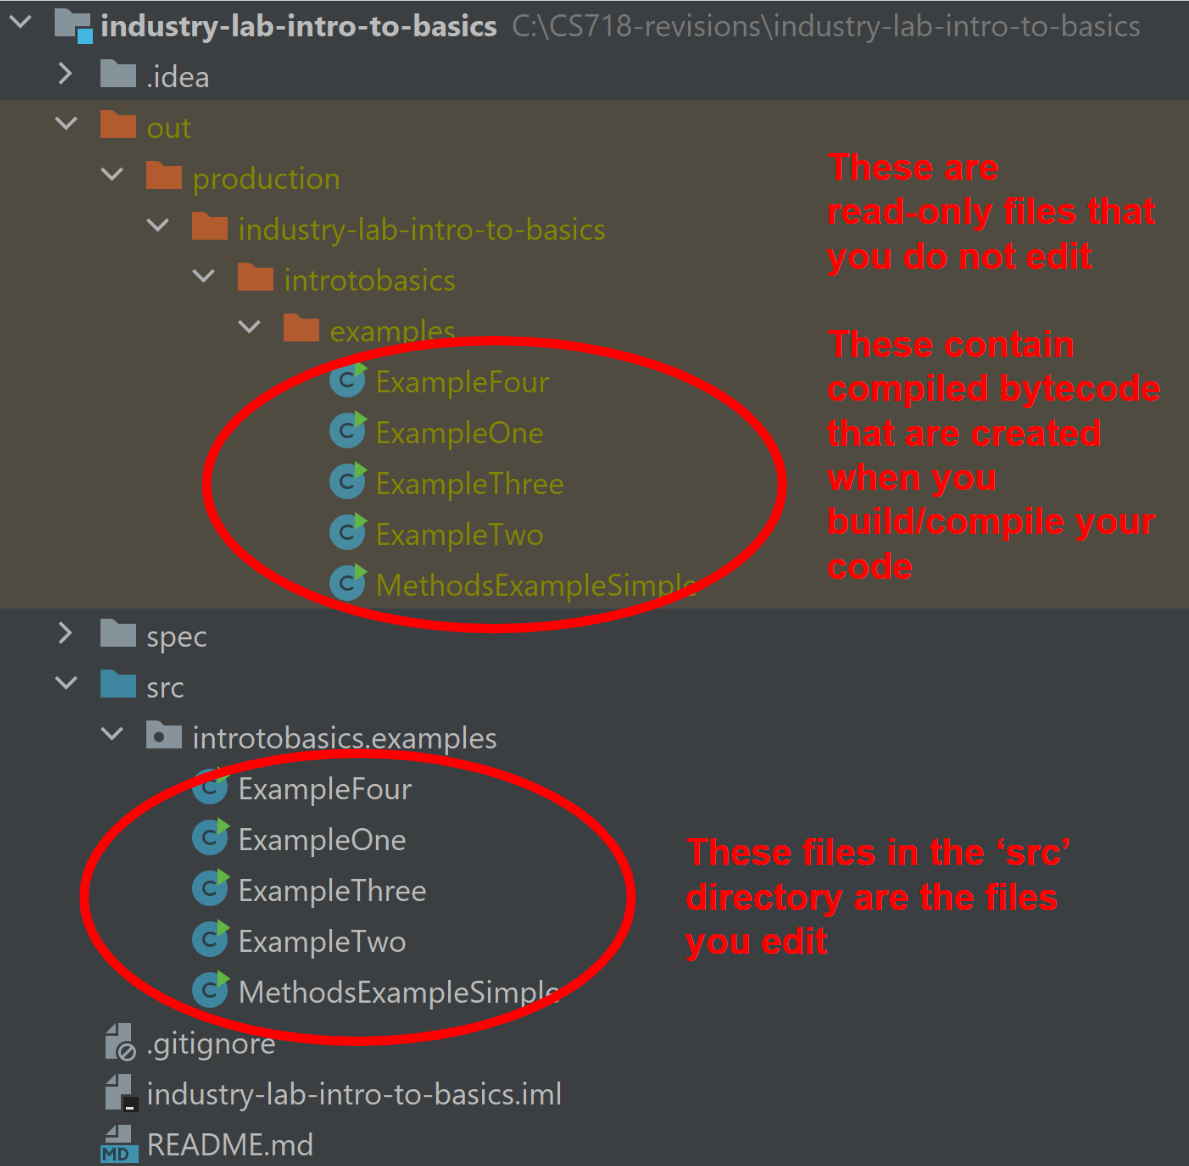 industry-lab-intro-to-basics C:\CS718-revisions\industry-lab-intro-to-basics
.idea
out
production
industry-lab-intro-to-basics
introtobasics
examples
ExampleFour
ExampleOne
ExampleThree
ExampleTwo
MethodsExampleSimple
These are
read-only files that
you do not edit
These contain
compiled bytecode
that are created
when you
build/compile your
code
spec
src
introtobasics.examples
ExampleFour
ExampleOne
ExampleThree
ExampleTwo
MethodsExampleSimple
These files in the ‘src’
directory are the files
you edit
.gitignore
industry-lab-intro-to-basics.iml
MD README.md